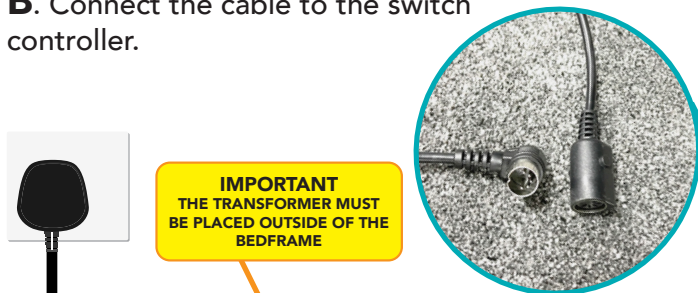 B. Connect the cable to the switch
controller.
IMPORTANT
THE TRANSFORMER MUST
BE PLACED OUTSIDE OF THE
BEDFRAME